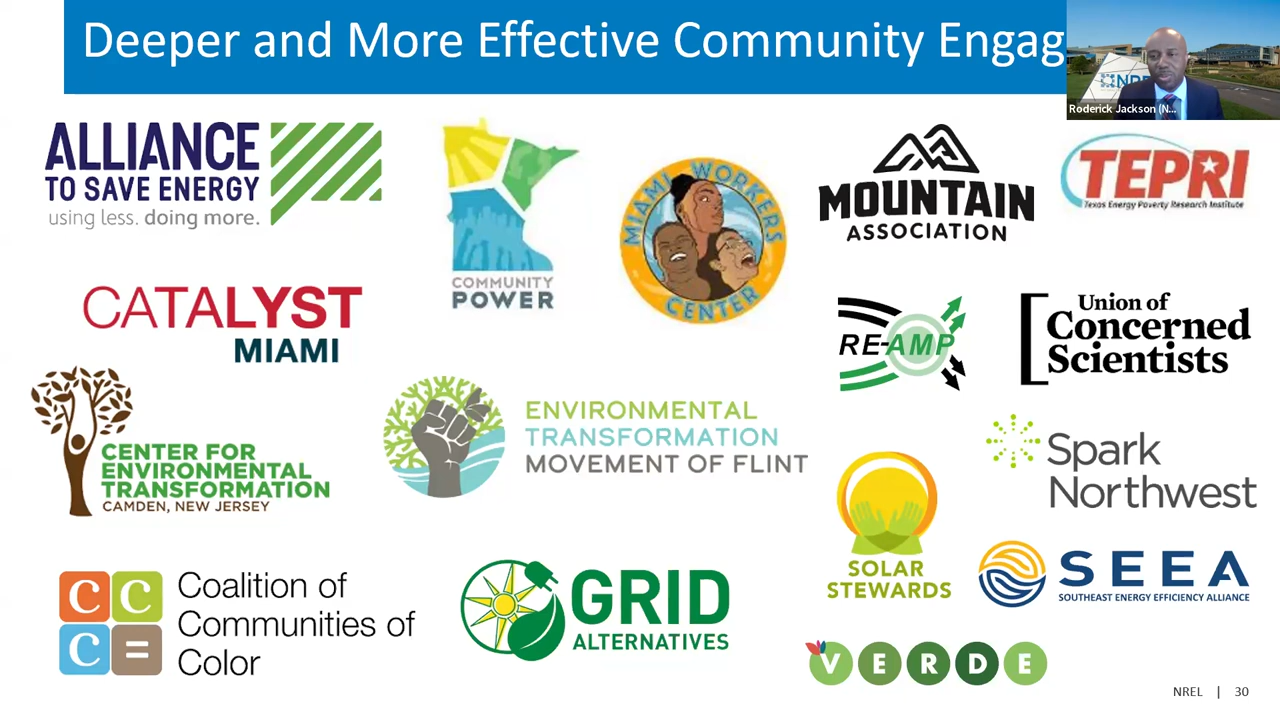 Deeper and More Effective Community Engag
NREL
Roderick Jackson (N...
ALLIANCE
TO SAVE ENERGY
using less. doing more.
COMMUNITY
POWER
MIAMI WORKERS
CENTER
MOUNTAIN
ASSOCIATION
TEPRI
Texas Energy Poverty Research Institute
CATALYST
MIAMI
RE-AMP
Union of
Concerned
Scientists
CENTER FOR
ENVIRONMENTAL
TRANSFORMATION
CAMDEN, NEW JERSEY
ENVIRONMENTAL
TRANSFORMATION
MOVEMENT OF FLINT
Spark
Northwest
SOLAR
STEWARDS
SEEA
SOUTHEAST ENERGY EFFICIENCY ALLIANCE
C C
C =
Coalition of
Communities of
Color
GRID
ALTERNATIVES
VERDE
NREL | 30